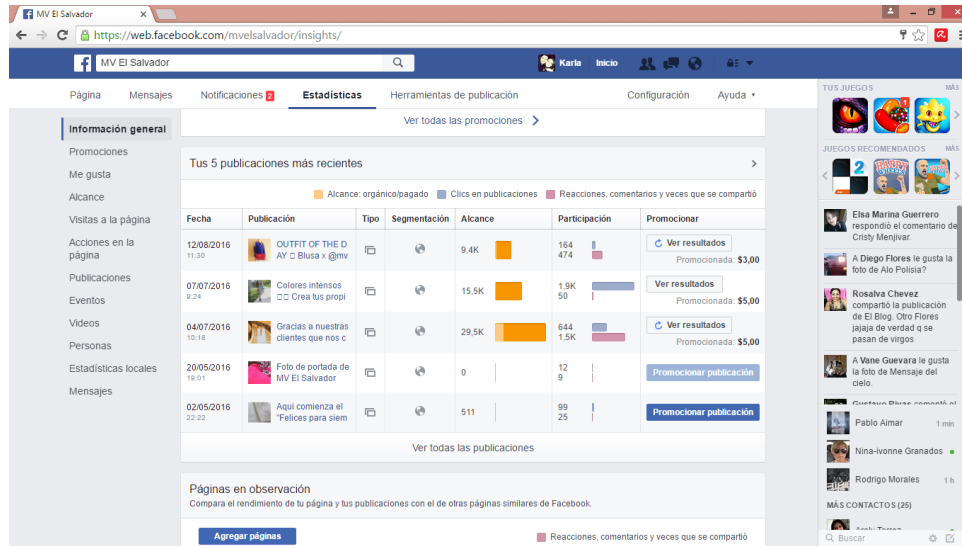 MV El Salvador
https://web.facebook.com/mvelsalvador/insights/
MV El Salvador
Karla Inicio
Página Mensajes Notificaciones 2 Estadísticas Herramientas de publicación Configuración Ayuda
Información general
Promociones
Me gusta
Alcance
Visitas a la página
Acciones en la
página
Publicaciones
Eventos
Videos
Personas
Estadísticas locales
Mensajes
Ver todas las promociones
Tus 5 publicaciones más recientes
Alcance: orgánico/pagado Clics en publicaciones Reacciones, comentarios y veces que se compartió
Fecha Publicación Tipo Segmentación Alcance Participación Promocionar
12/08/2016 OUTFIT OF THE D 9,4K 164 Ver resultados
11:30 AY □ Blusa x @mv 474 Promocionada: $3,00
07/07/2016 Colores intensos 15,5K 1.9K Ver resultados
9:24 □□ Crea tus propi 50 Promocionada: $5,00
04/07/2016 Gracias a nuestras 29,5K 644 Ver resultados
10:18 clientes que nos c 1,5K Promocionada: $5,00
20/05/2016 Foto de portada de 0 12 Promocionar publicación
19:01 MV El Salvador 9
02/05/2016 Aqui comienza el 511 99 Promocionar publicación
22:22 "Felices para siem 25
Ver todas las publicaciones
Páginas en observación
Compara el rendimiento de tu página y tus publicaciones con el de otras páginas similares de Facebook.
Agregar páginas Reacciones, comentarios y veces que se compartió
TUS JUEGOS MÁS
1
JUEGOS RECOMENDADOS MÁS
2 HAPPY WHEELS
Elsa Marina Guerrero
respondió el comentario de
Cristy Menjivar.
A Diego Flores le gusta la
foto de Alo Polisia?
Rosalva Chevez
compartió la publicación
de El Blog. Otro Flores
jajaja de verdad q se
pasan de virgos
A Vane Guevara le gusta
la foto de Mensaje del
cielo.
Gustavo Rivas comentó el
Pablo Aimar 1 min
Nina-ivonne Granados
Rodrigo Morales 1 h
MÁS CONTACTOS (25)
Buscar